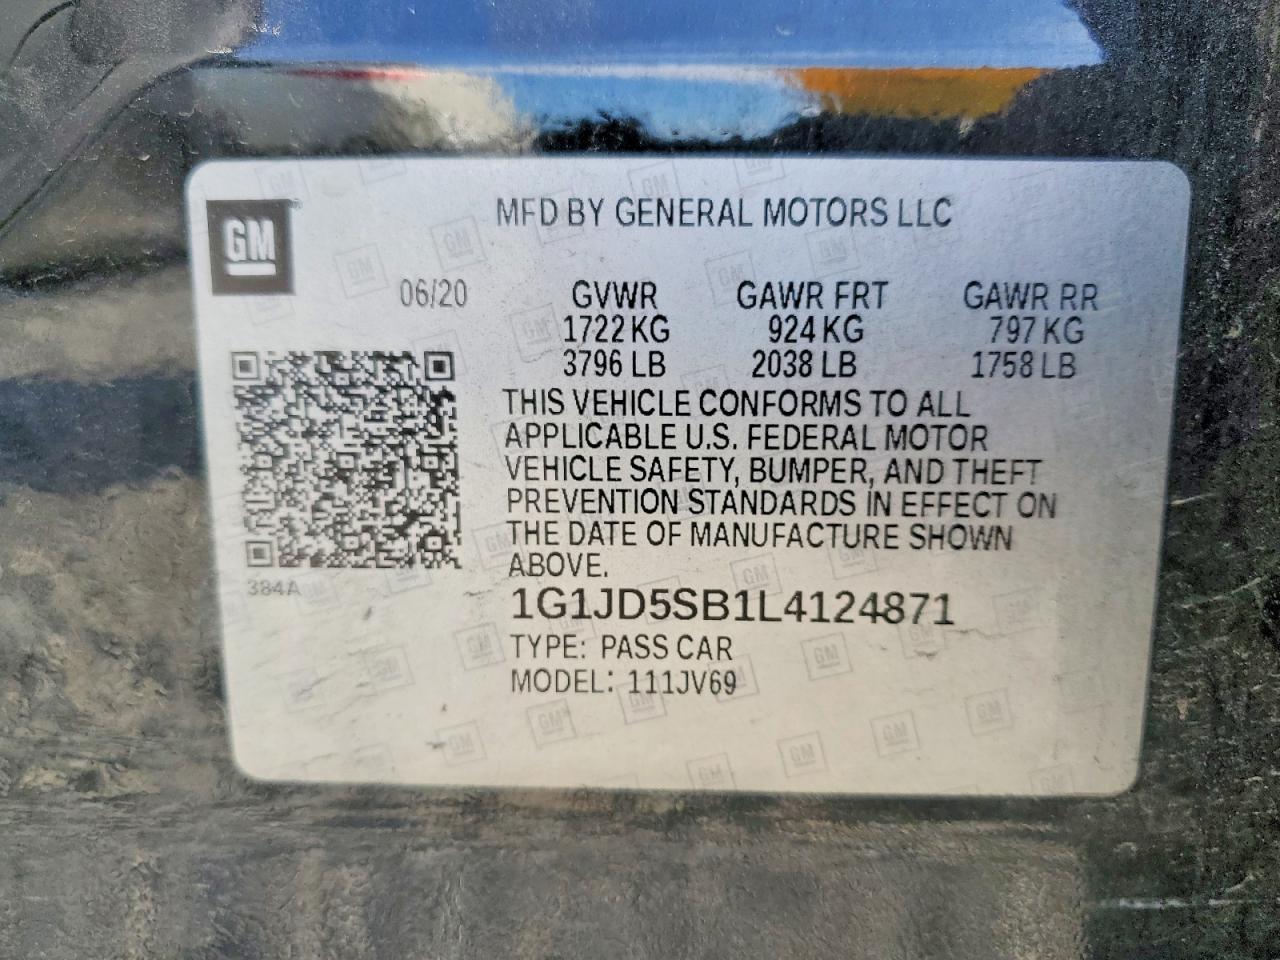 GM
MFD BY GENERAL MOTORS LLC
06/20 GVWR GAWR FRT GAWR RR
1722 KG 924 KG 797 KG
3796 LB 2038 LB 1758 LB
THIS VEHICLE CONFORMS TO ALL
APPLICABLE U.S. FEDERAL MOTOR
VEHICLE SAFETY, BUMPER, AND THEFT
PREVENTION STANDARDS IN EFFECT ON
THE DATE OF MANUFACTURE SHOWN
ABOVE.
384A
1G1JD5SB1L4124871
TYPE: PASS CAR
MODEL: 111JV69